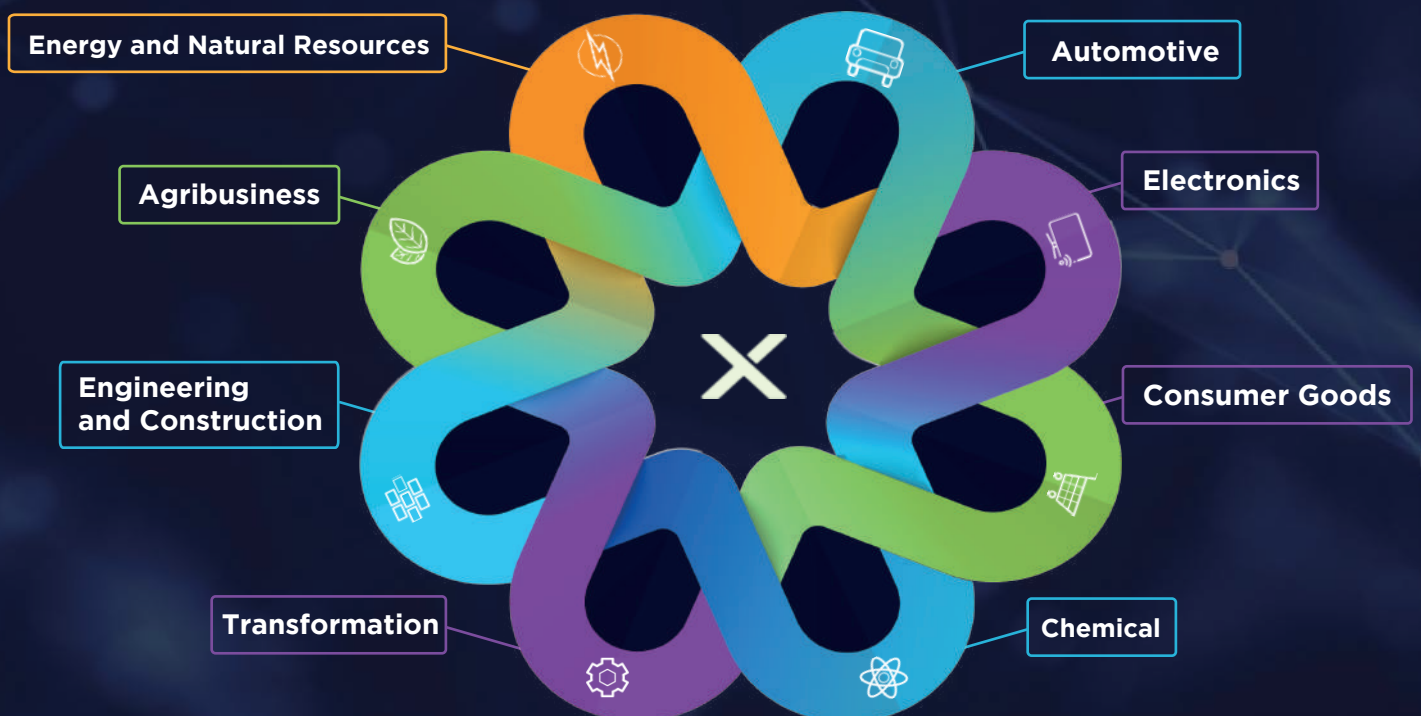 Energy and Natural Resources
Automotive
Agribusiness
Electronics
Engineering
and Construction
Consumer Goods
Transformation
Chemical